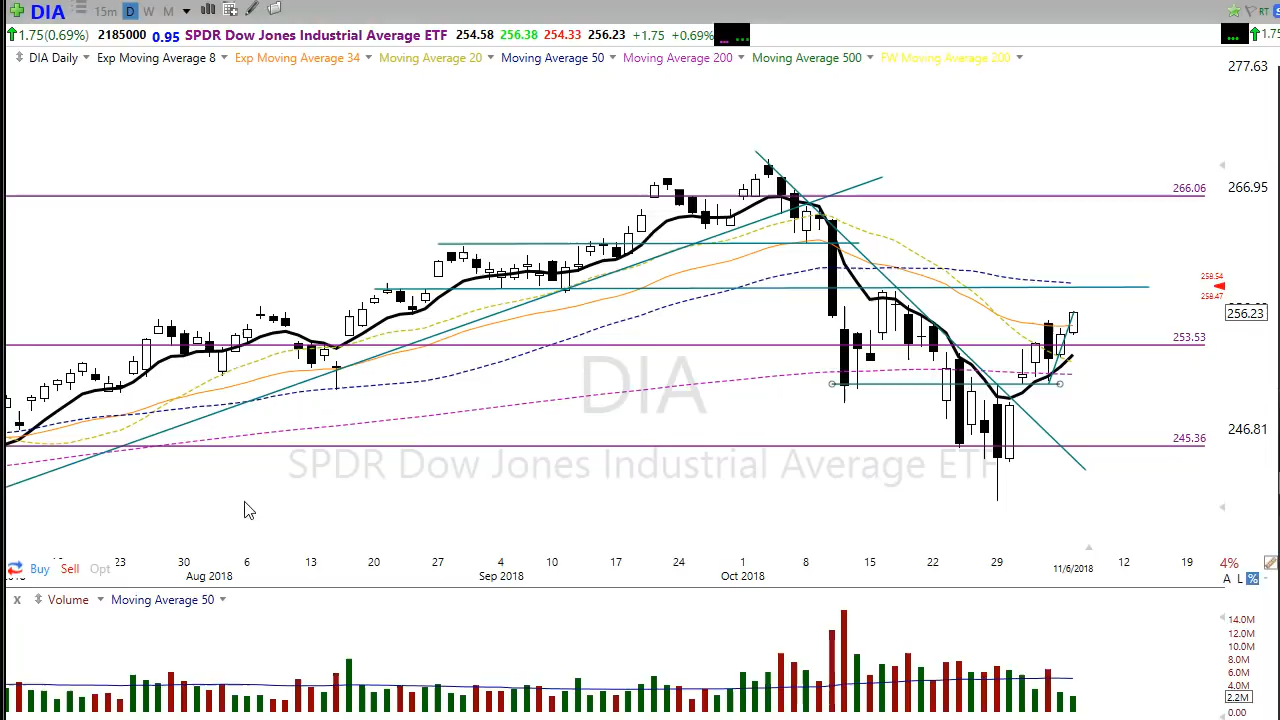 DIA 15m D W M
1.75(0.69%) 2185000 0.95 SPDR Dow Jones Industrial Average ETF 254.58 256.38 254.33 256.23 +1.75 +0.69%
RT
DIA Daily Exp Moving Average 8 Exp Moving Average 34 Moving Average 20 Moving Average 50 Moving Average 200 Moving Average 500 FW Moving Average 200
277.63
266.06
266.95
258.54
258.47
256.23
253.53
DIA
246.81
245.36
SPDR Dow Jones Industrial Average ETF
23 30 6 13 20 27 4 10 17 24 1 8 15 22 29 12 19
Buy Sell Opt
Aug 2018 Sep 2018 Oct 2018 11/6/2018
4%
A L %
X Volume Moving Average 50
14.0M
12.0M
10.0M
8.0M
6.0M
4.0M
2.2M
0.00